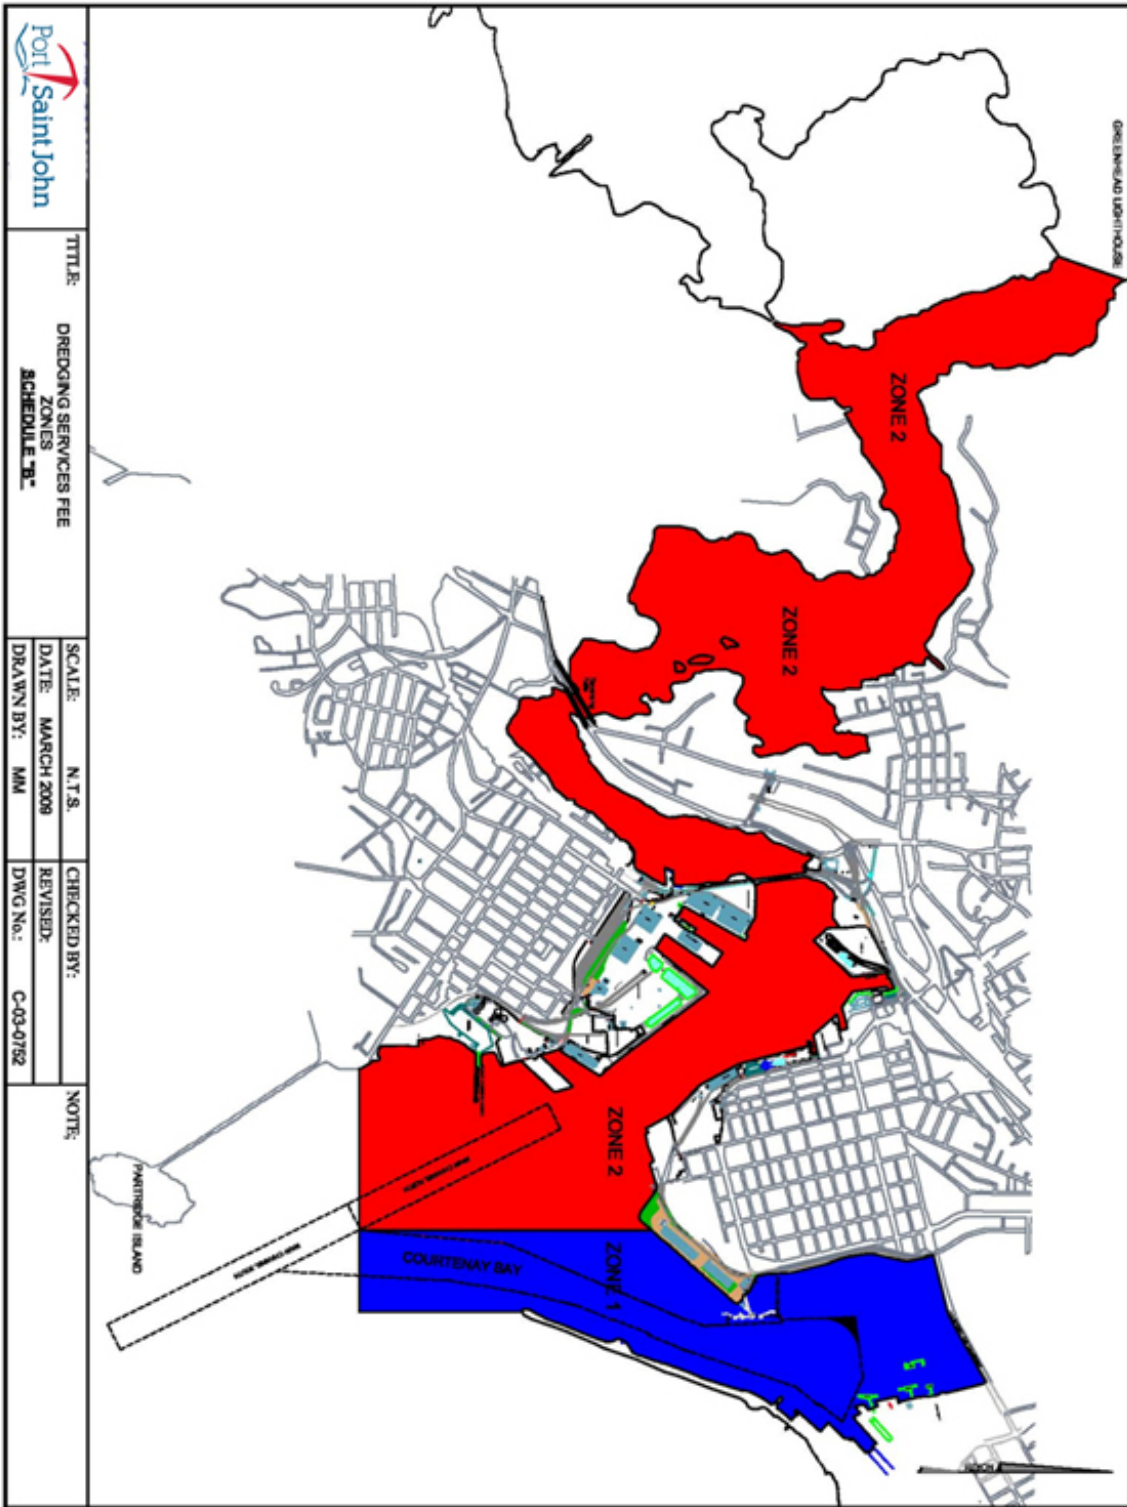 GREENHEAD LIGHTHOUSE
ZONE 2
ZONE 2
ZONE 2
ZONE 1
COURTENAY BAY
PARTRIDGE ISLAND
Port Saint John
TITLE:
DREDGING SERVICES FEE
ZONES
SCHEDULE "B"
SCALE: N.T.S.
DATE: MARCH 2009
DRAWN BY: MM
CHECKED BY:
REVISED:
DWG No.: C-03-0752
NOTE: